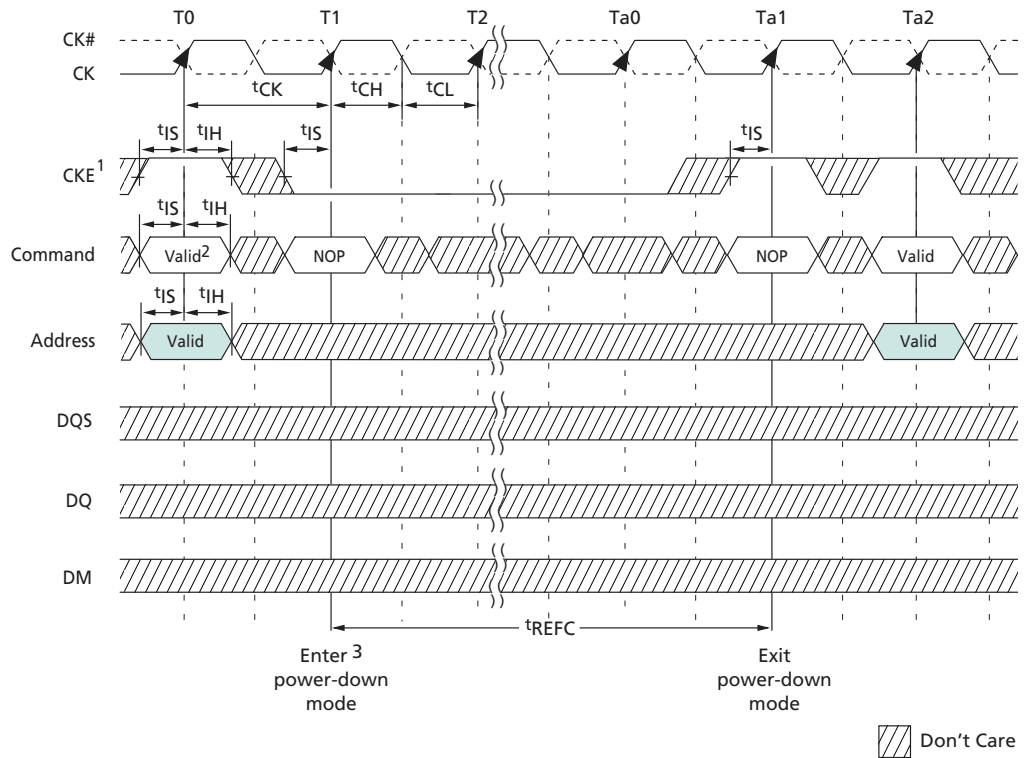 T0 T1 T2 Ta0 Ta1 Ta2
CK#
CK
tCK tCH tCL
tIS tIH tIS tIS
CKE1
tIS tIH
Command Valid2 NOP NOP Valid
tIS tIH
Address Valid Valid
DQS
DQ
DM
tREFC
Enter 3
power-down
mode
Exit
power-down
mode
Don't Care